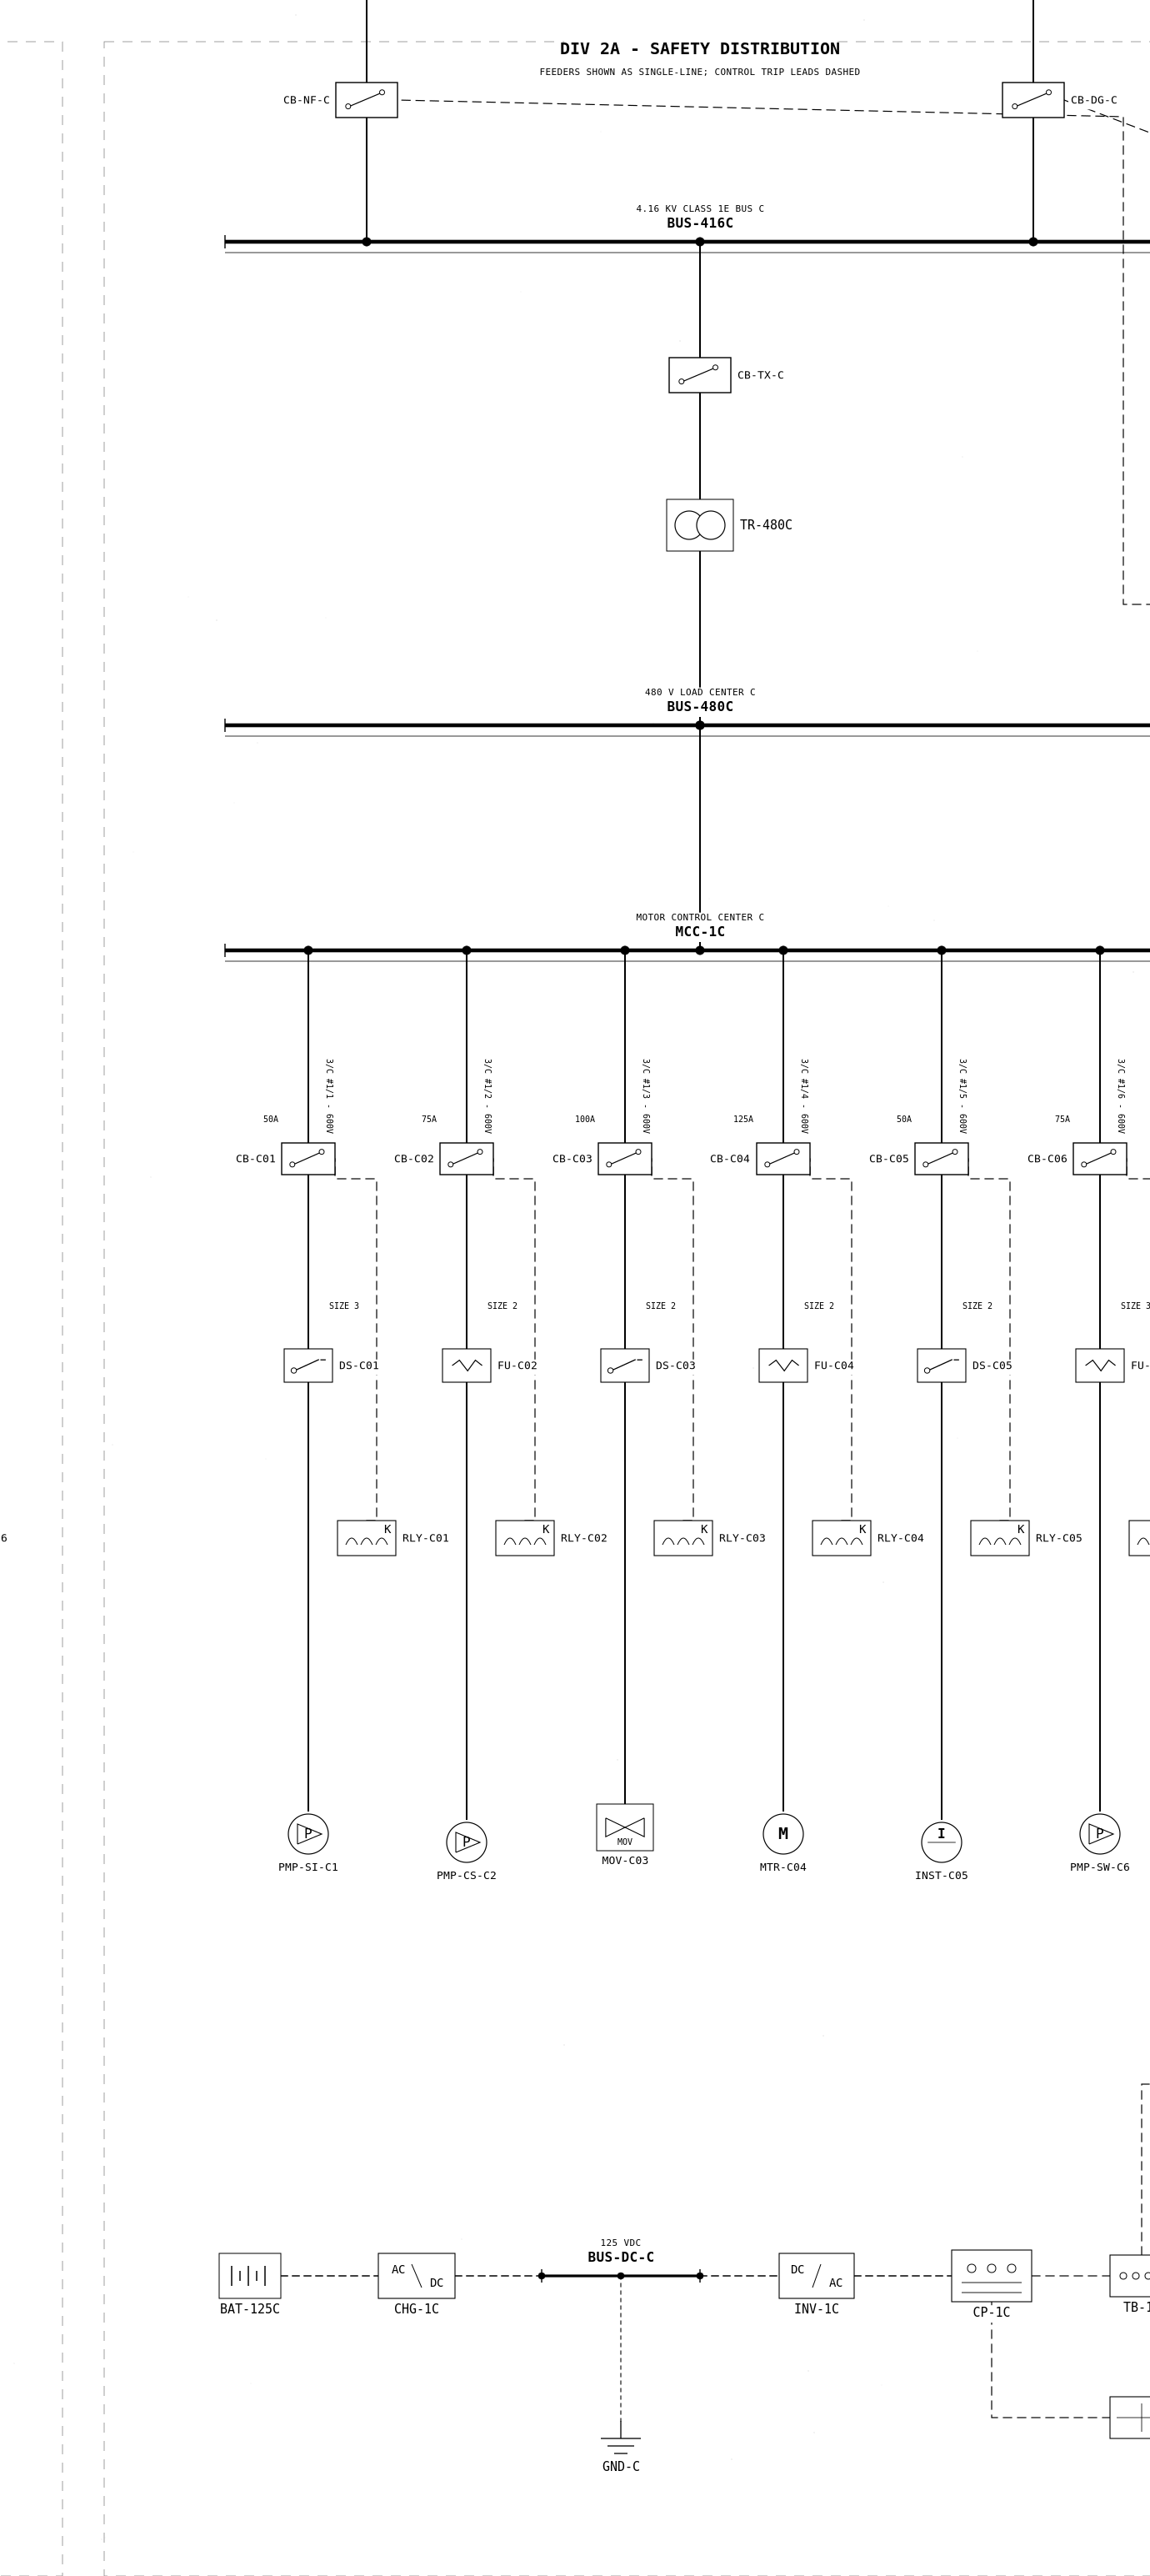 DIV 2A - SAFETY DISTRIBUTION
FEEDERS SHOWN AS SINGLE-LINE; CONTROL TRIP LEADS DASHED
CB-NF-C
CB-DG-C
4.16 KV CLASS 1E BUS C
BUS-416C
CB-TX-C
TR-480C
480 V LOAD CENTER C
BUS-480C
MOTOR CONTROL CENTER C
MCC-1C
3/C #1/1 - 600V
3/C #1/2 - 600V
3/C #1/3 - 600V
3/C #1/4 - 600V
3/C #1/5 - 600V
3/C #1/6 - 600V
50A
75A
100A
125A
50A
75A
CB-C01
CB-C02
CB-C03
CB-C04
CB-C05
CB-C06
SIZE 3
SIZE 2
SIZE 2
SIZE 2
SIZE 2
SIZE 3
DS-C01
FU-C02
DS-C03
FU-C04
DS-C05
FU-
K
K
K
K
K
6
RLY-C01
RLY-C02
RLY-C03
RLY-C04
RLY-C05
P
P
MOV
M
I
P
PMP-SI-C1
PMP-CS-C2
MOV-C03
MTR-C04
INST-C05
PMP-SW-C6
125 VDC
BUS-DC-C
AC
DC
DC
AC
BAT-125C
CHG-1C
INV-1C
CP-1C
TB-1
GND-C